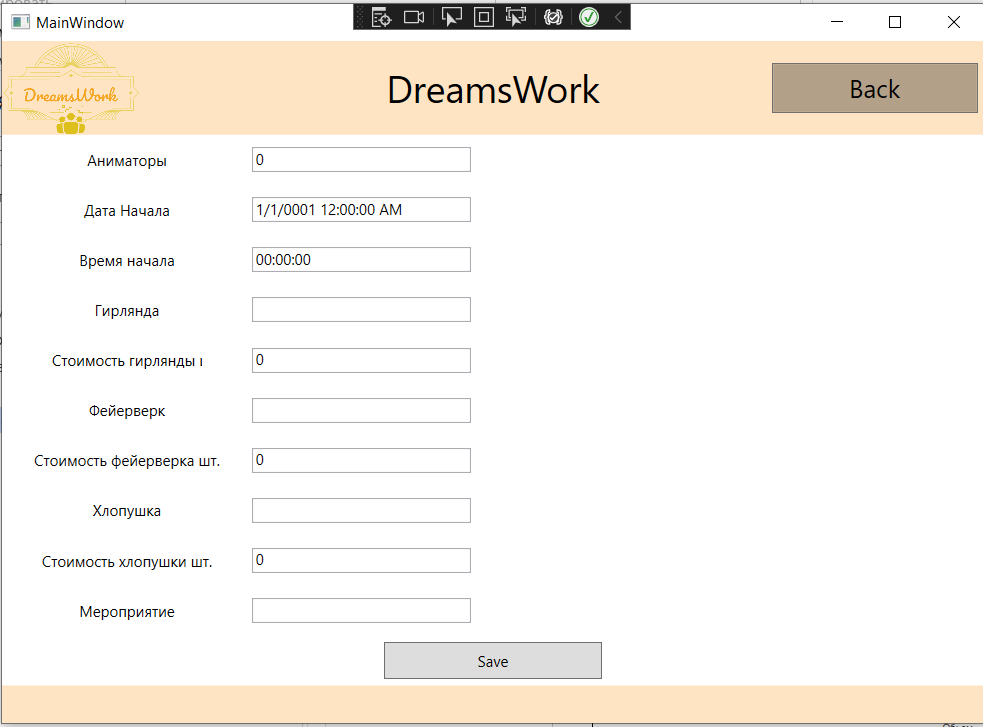 MainWindow
DreamsWork
DreamsWork
Back
Аниматоры
0
Дата Начала
1/1/0001 12:00:00 AM
Время начала
00:00:00
Гирлянда
Стоимость гирлянды
0
Фейерверк
Стоимость фейерверка шт.
0
Хлопушка
Стоимость хлопушки шт.
0
Мероприятие
Save